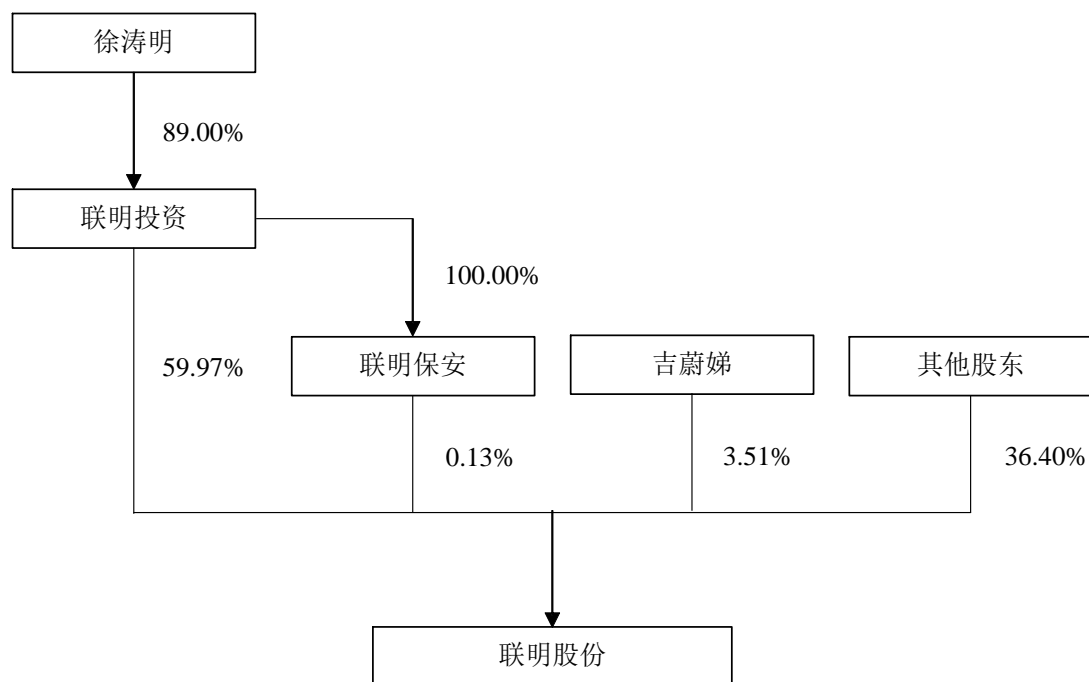 徐涛明
89.00%
联明投资
100.00%
59.97%
联明保安
吉蔚娣
其他股东
0.13%
3.51%
36.40%
联明股份